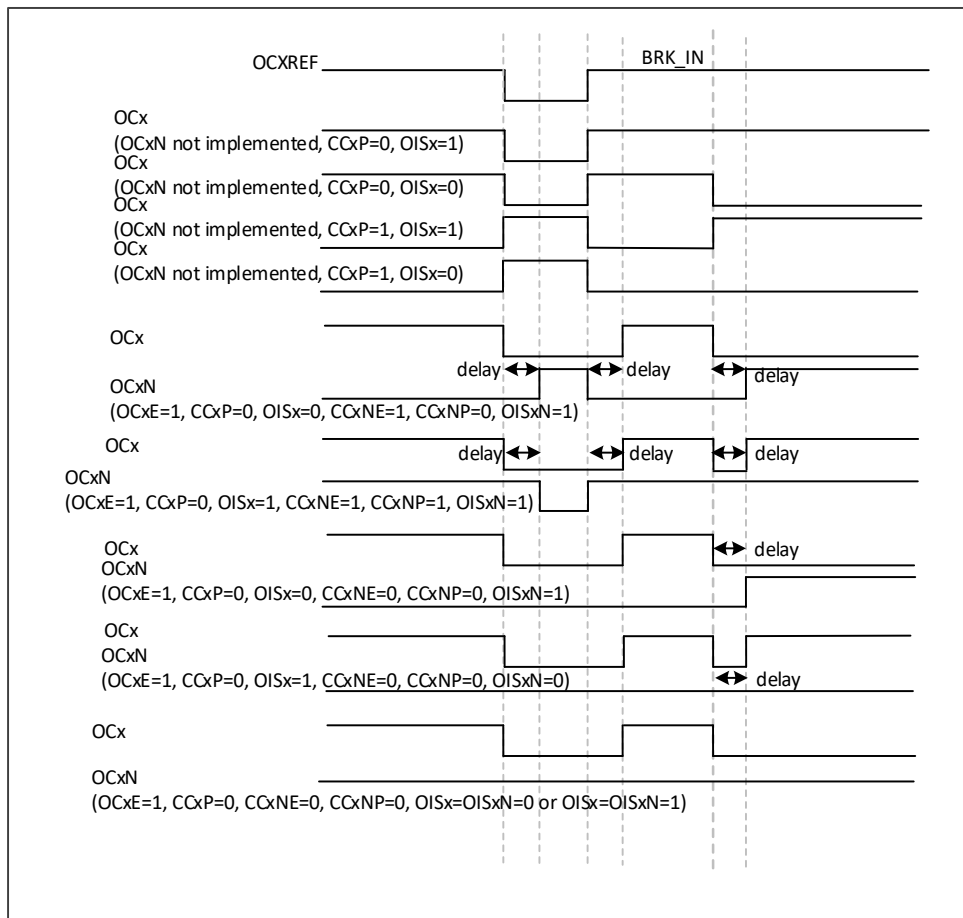 BRK_IN
OCXREF
OCx
(OCxN not implemented, CCxP=0, OISx=1)
OCx
(OCxN not implemented, CCxP=0, OISx=0)
OCx
(OCxN not implemented, CCxP=1, OISx=1)
OCx
(OCxN not implemented, CCxP=1, OISx=0)
OCx
delay delay delay
OCxN
(OCxE=1, CCxP=0, OISx=0, CCxNE=1, CCxNP=0, OISxN=1)
OCx
delay delay delay
OCxN
(OCxE=1, CCxP=0, OISx=1, CCxNE=1, CCxNP=1, OISxN=1)
OCx delay
OCxN
(OCxE=1, CCxP=0, OISx=0, CCxNE=0, CCxNP=0, OISxN=1)
OCx
OCxN
(OCxE=1, CCxP=0, OISx=1, CCxNE=0, CCxNP=0, OISxN=0) delay
OCx
OCxN
(OCxE=1, CCxP=0, CCxNE=0, CCxNP=0, OISx=OISxN=0 or OISx=OISxN=1)